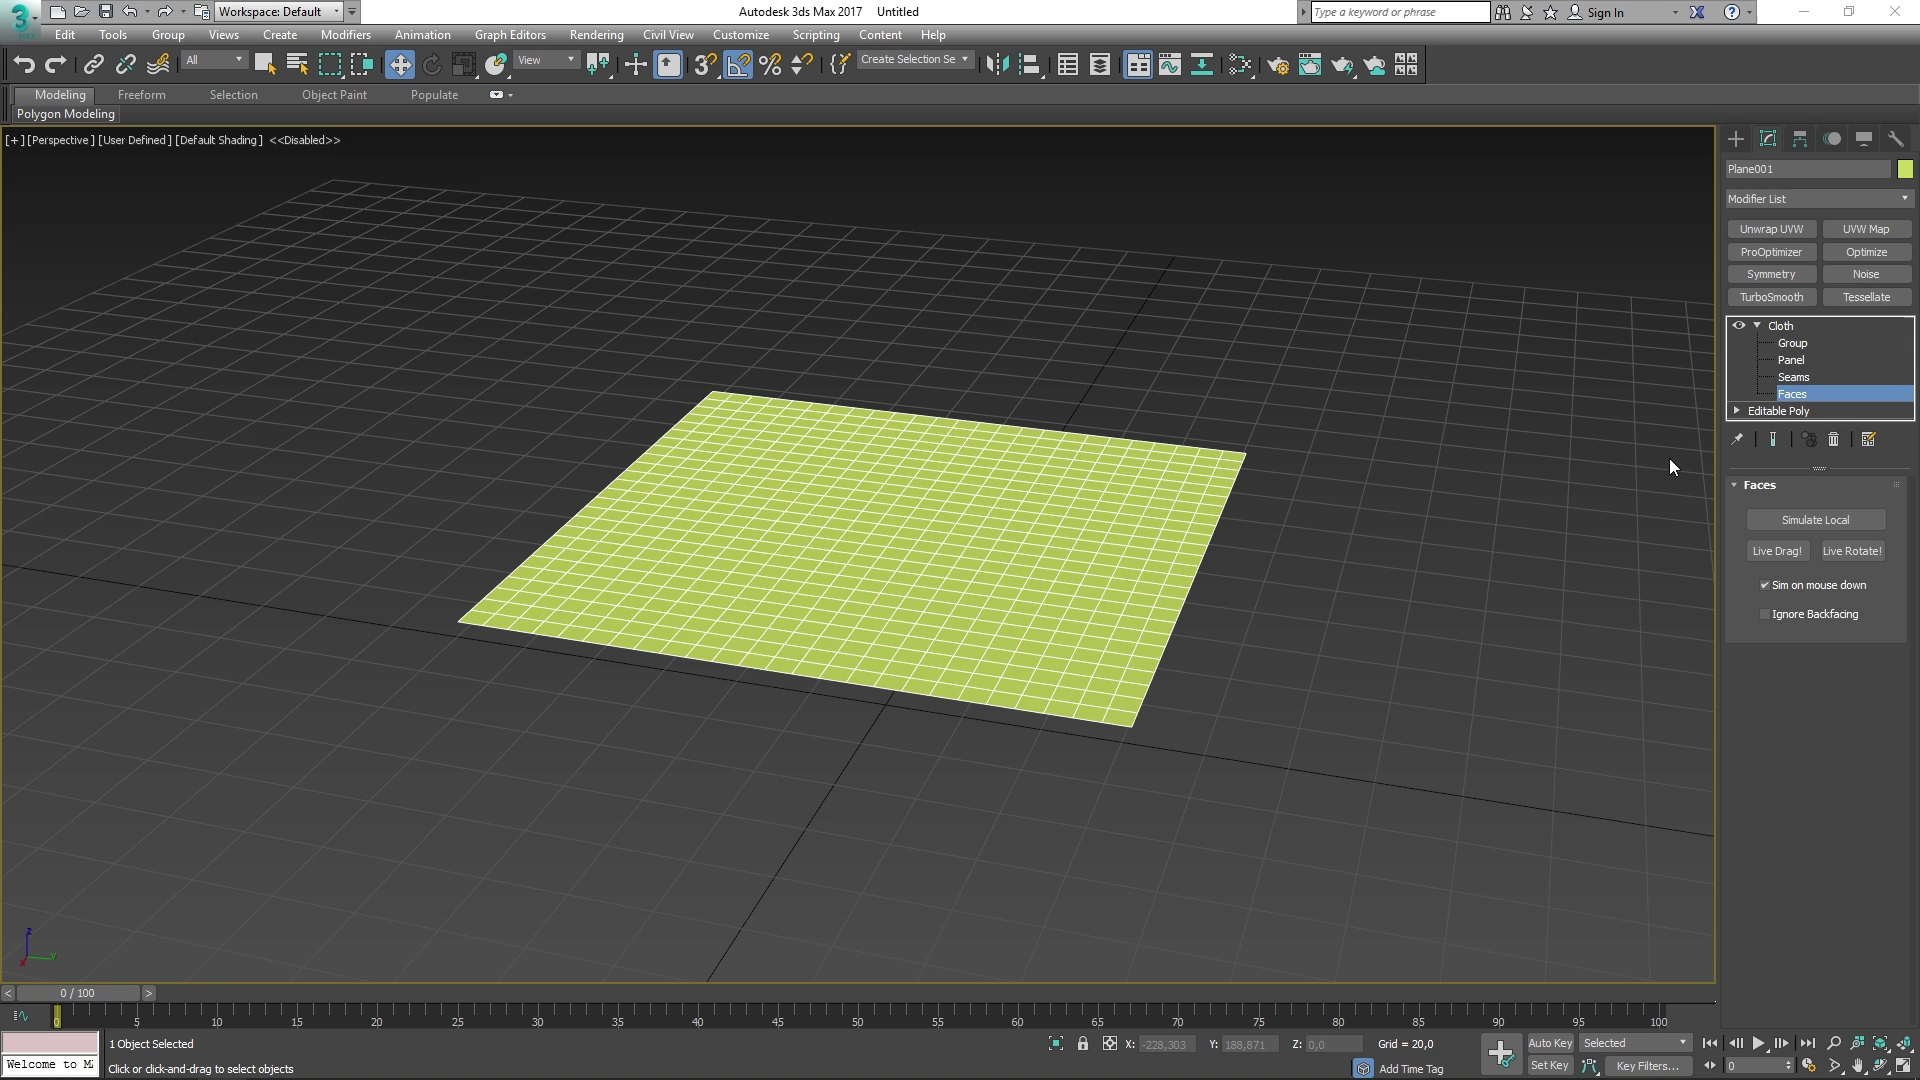 Workspace: Default
Autodesk 3ds Max 2017 Untitled
Type a keyword or phrase
Sign In
Edit Tools Group Views Create Modifiers Animation Graph Editors Rendering Civil View Customize Scripting Content Help
All
View
Create Selection Se
Modeling Freeform Selection Object Paint Populate
Polygon Modeling
[+] [Perspective] [User Defined] [Default Shading] <<Disabled>>
Plane001
Modifier List
Unwrap UVW UVW Map
ProOptimizer Optimize
Symmetry Noise
TurboSmooth Tessellate
Cloth
Group
Panel
Seams
Faces
Editable Poly
Faces
Simulate Local
Live Drag! Live Rotate!
Sim on mouse down
Ignore Backfacing
z
x y
< 0 / 100 >
0 5 10 15 20 25 30 35 40 45 50 55 60 65 70 75 80 85 90 95 100
1 Object Selected
X: -228,303 Y: 188,871 Z: 0,0 Grid = 20,0
Auto Key Selected
Welcome to M
Click or click-and-drag to select objects
Add Time Tag
Set Key Key Filters...
0